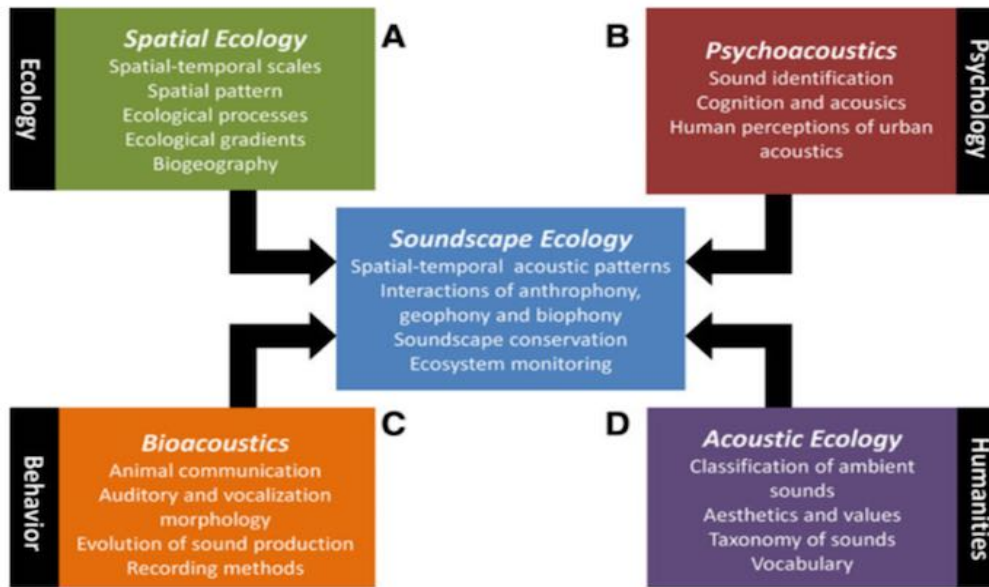 Ecology
Spatial Ecology
Spatial-temporal scales
Spatial pattern
Ecological processes
Ecological gradients
Biogeography
A
B
Psychoacoustics
Sound identification
Cognition and acousics
Human perceptions of urban
acoustics
Psychology
Soundscape Ecology
Spatial-temporal acoustic patterns
Interactions of anthrophony,
geophony and biophony
Soundscape conservation
Ecosystem monitoring
Behavior
Bioacoustics
Animal communication
Auditory and vocalization
morphology
Evolution of sound production
Recording methods
C
D
Acoustic Ecology
Classification of ambient
sounds
Aesthetics and values
Taxonomy of sounds
Vocabulary
Humanities